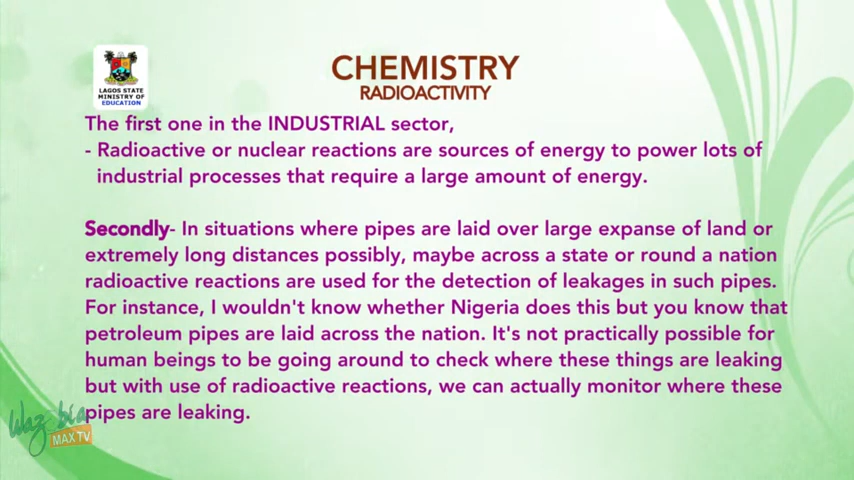 LAGOS STATE
MINISTRY OF
EDUCATION
CHEMISTRY
RADIOACTIVITY
The first one in the INDUSTRIAL sector,
- Radioactive or nuclear reactions are sources of energy to power lots of
industrial processes that require a large amount of energy.
Secondly- In situations where pipes are laid over large expanse of land or
extremely long distances possibly, maybe across a state or round a nation
radioactive reactions are used for the detection of leakages in such pipes.
For instance, I wouldn't know whether Nigeria does this but you know that
petroleum pipes are laid across the nation. It's not practically possible for
human beings to be going around to check where these things are leaking
but with use of radioactive reactions, we can actually monitor where these
pipes are leaking.
Wazobia
MAX TV